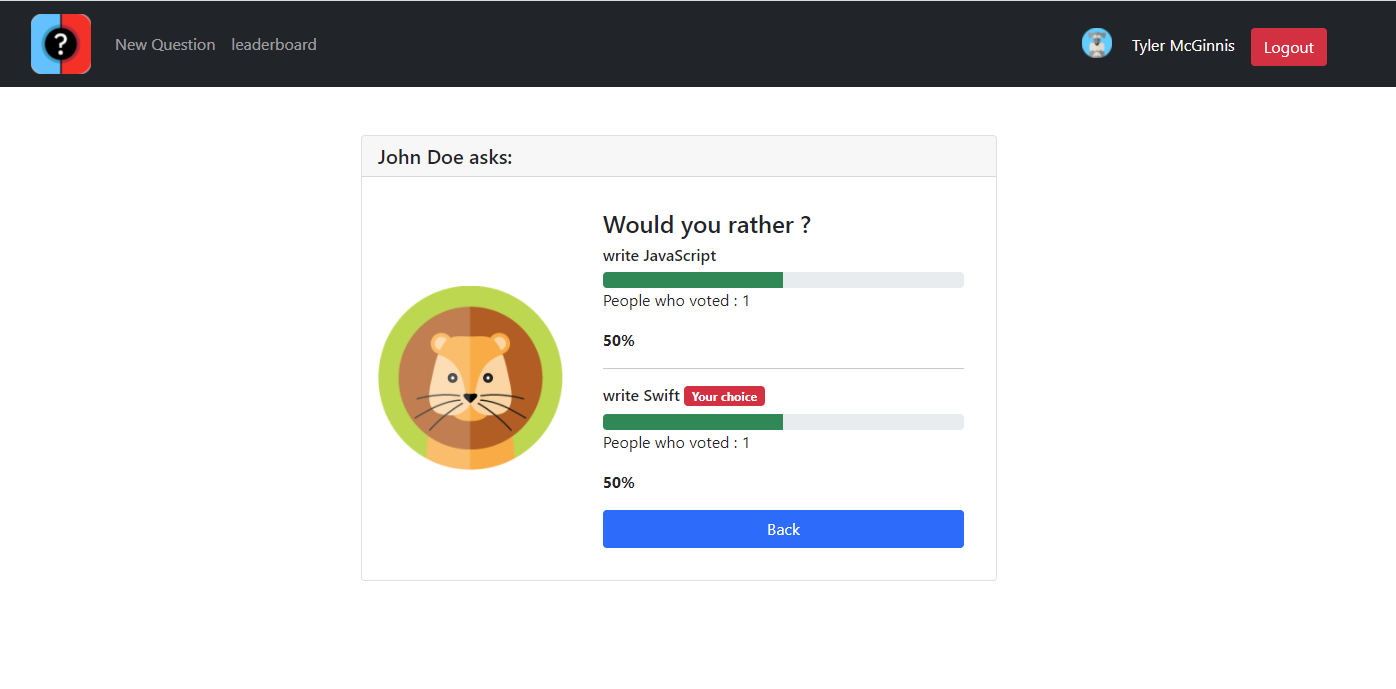 ?
New Question leaderboard Tyler McGinnis Logout
John Doe asks:
Would you rather ?
write JavaScript
People who voted : 1
50%
write Swift Your choice
People who voted : 1
50%
Back